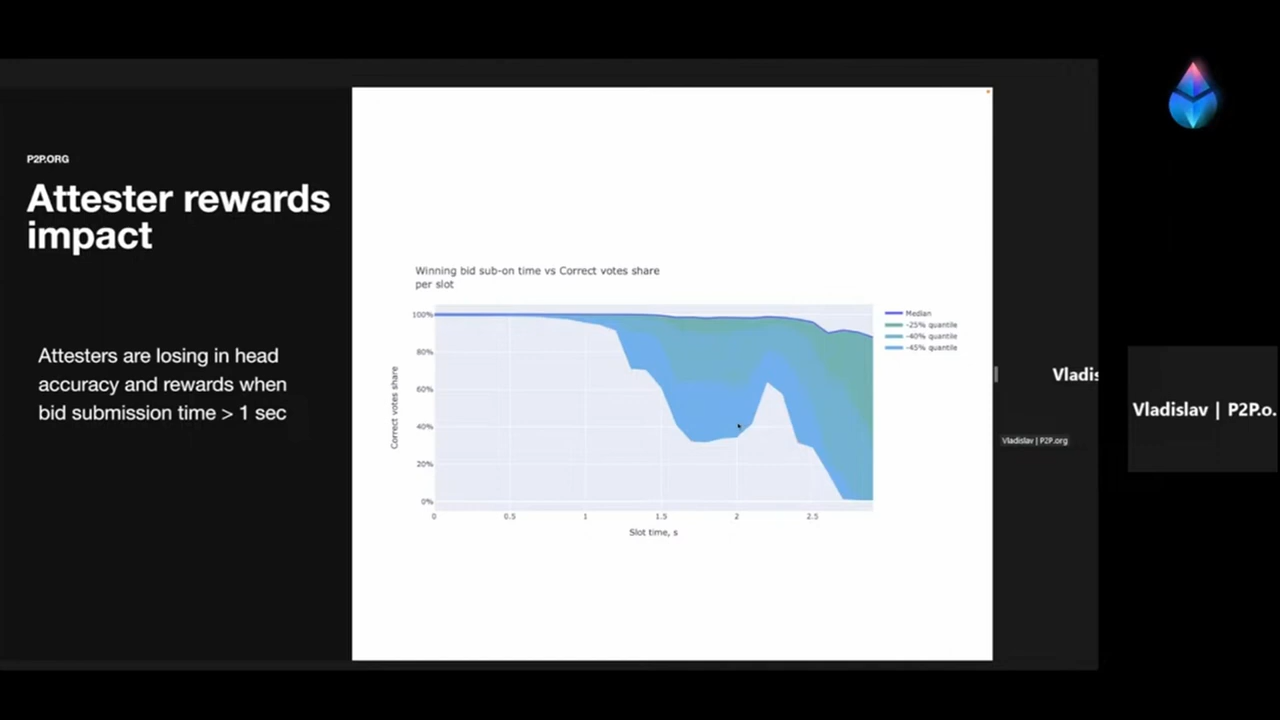 P2P.ORG
Attester rewards
impact
Attesters are losing in head
accuracy and rewards when
bid submission time > 1 sec
Winning bid sub-on time vs Correct votes share
per slot
Correct votes share
100%
80%
60%
40%
20%
0%
0
0.5
1
1.5
2
2.5
Slot time, s
Median
-25% quantile
-40% quantile
-45% quantile
Vladis
Vladislav | P2P.org
Vladislav | P2P.o.